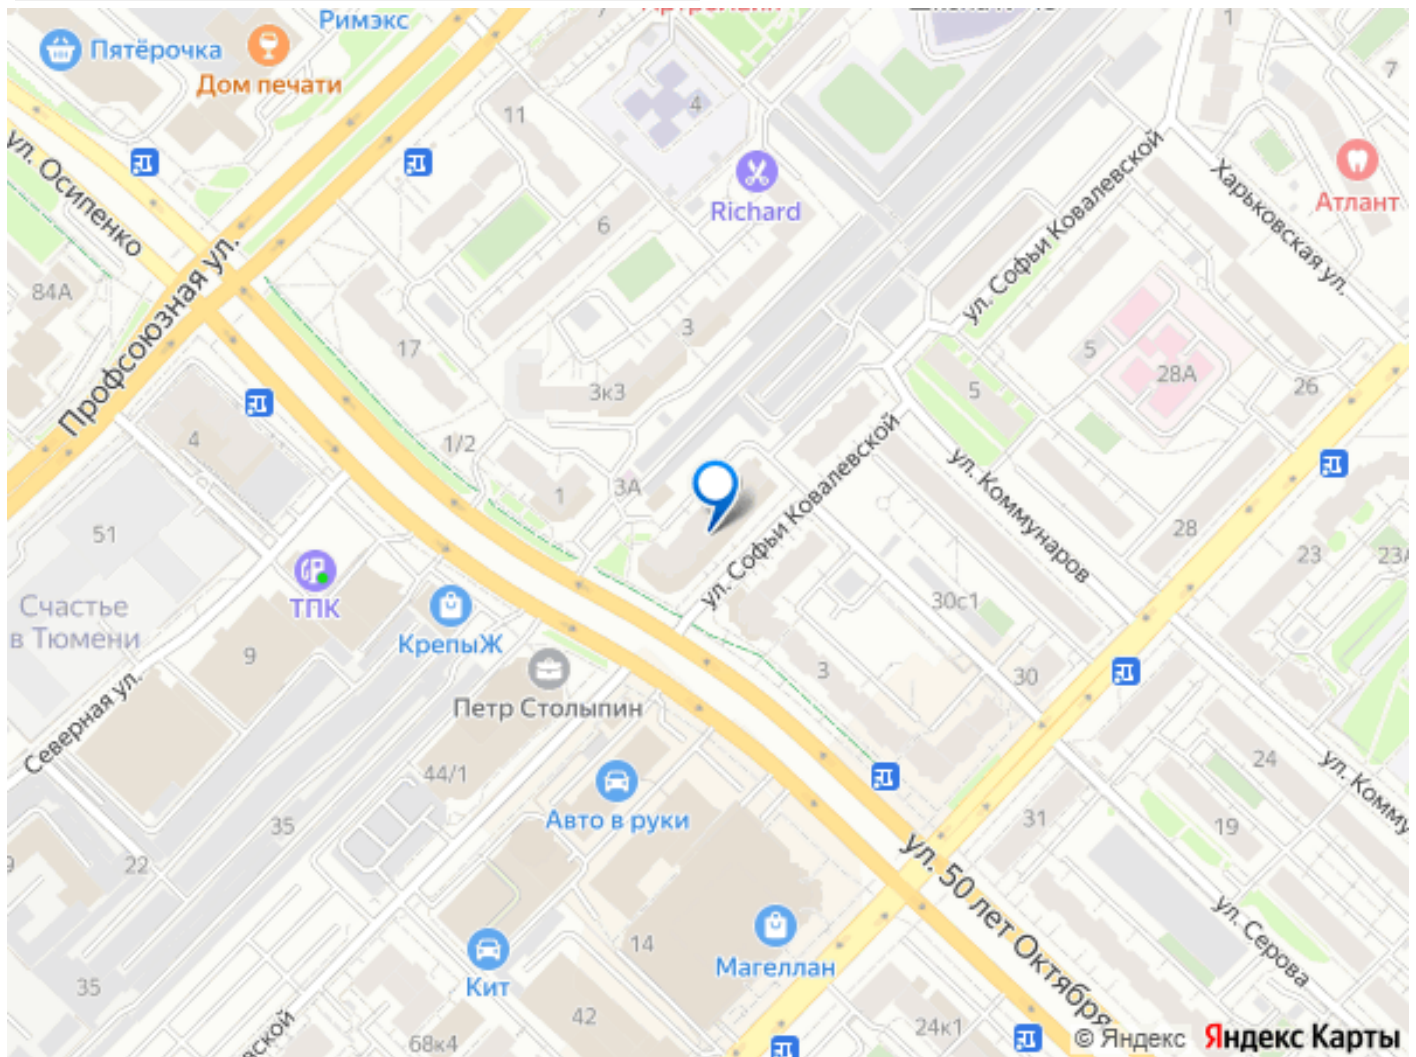 Римэкс
Пятёрочка
Дом печати
ул. Осипенко
Профсоюзная ул.
84А
11
4
7
1
7
Richard
Атлант
6
ул. Софьи Ковалевской
Харьковская ул.
17
3
3к3
5
5
28А
26
1/2
4
1
3А
ул. Софьи Ковалевской
ул. Коммунаров
51
28
23
Счастье
в Тюмени
ТПК
КрепыЖ
30с1
9
3
30
Петр Столыпин
Северная ул.
44/1
24
Авто в руки
35
31
19
22
ул. 50 лет Октября
ул. Серова
14
Магеллан
Кит
35
42
68к4
24к1
© Яндекс Яндекс Карты